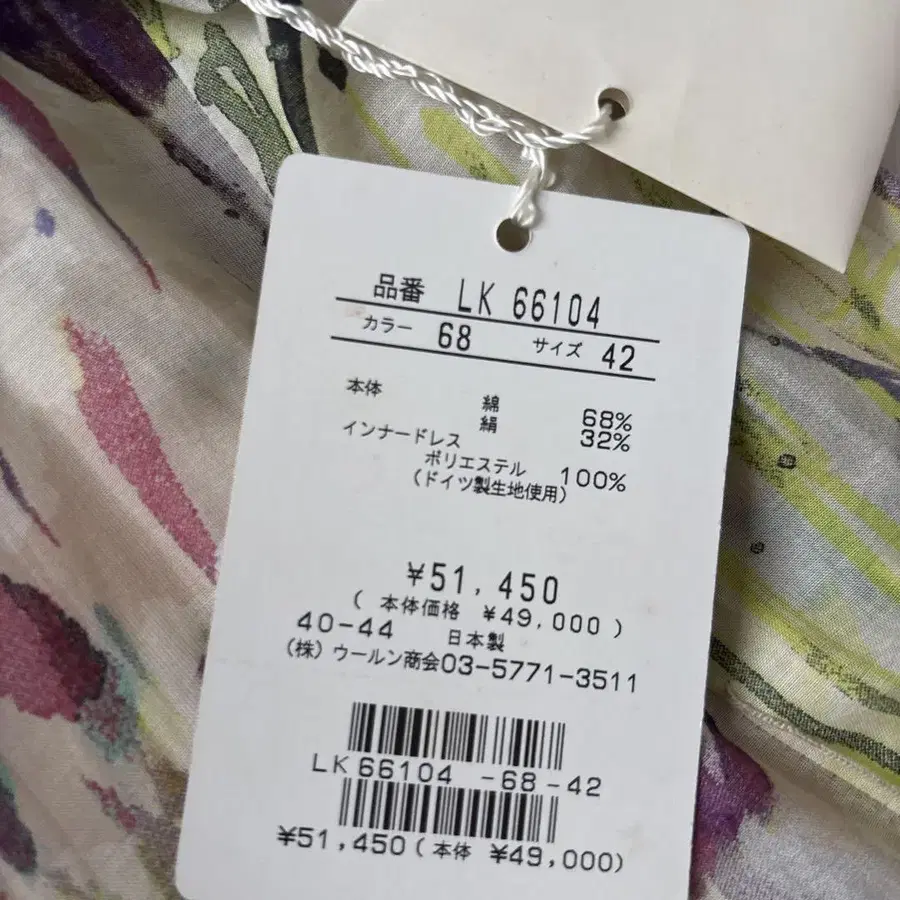 品番 LK 66104
カラー 68 サイズ 42
本体
綿 68%
絹 32%
インナードレス
ポリエステル 100%
(ドイツ製生地使用)
¥51,450
( 本体価格 ¥49,000 )
40-44 日本製
(株) ウールン商会03-5771-3511
LK66104 -68-42
¥51,450(本体 ¥49,000)